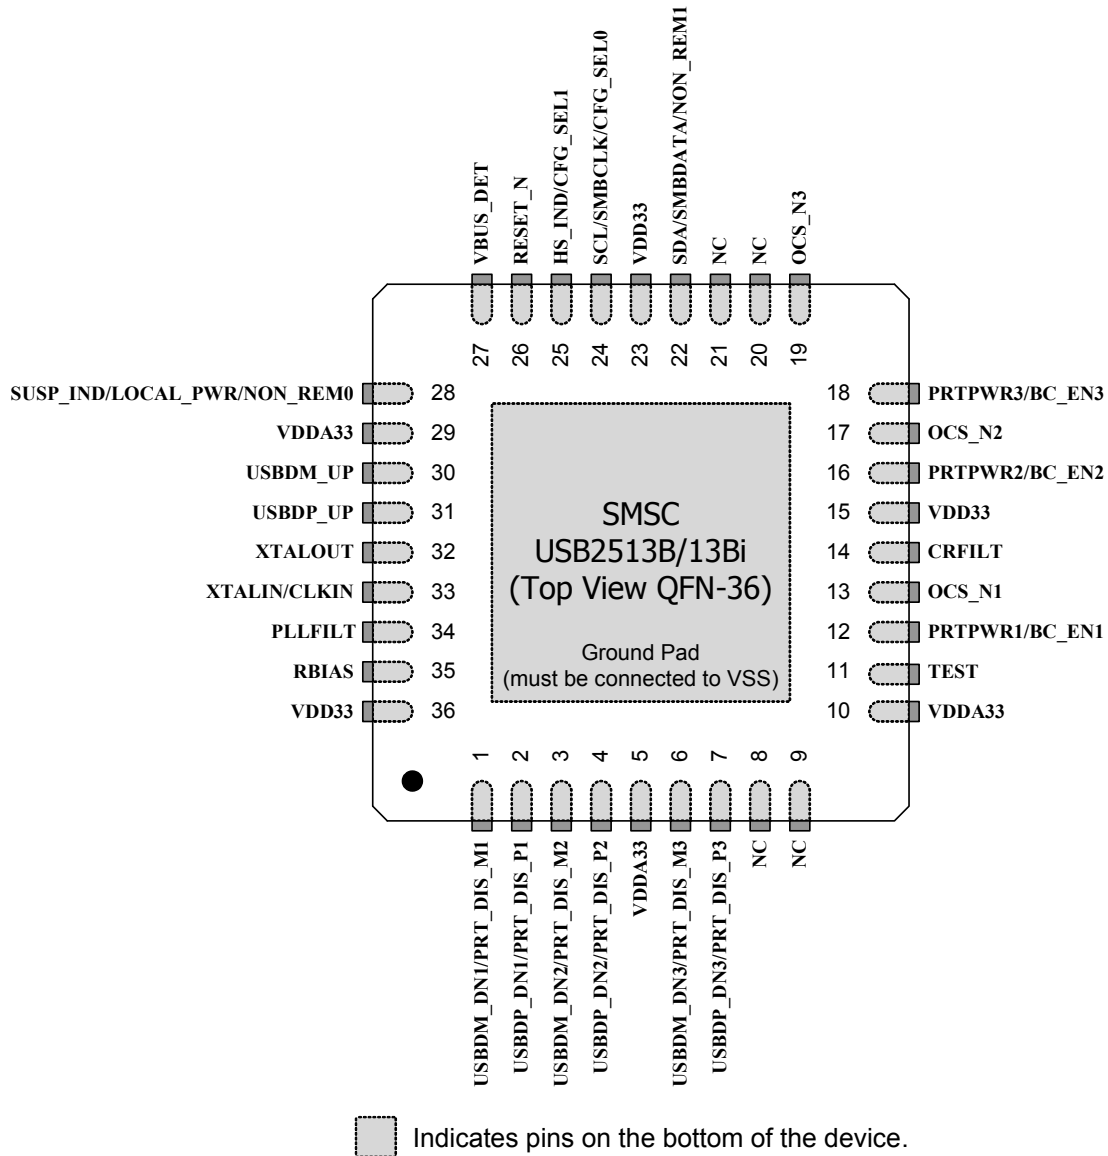 VBUS_DET
RESET_N
HS_IND/CFG_SEL1
SCL/SMBCLK/CFG_SEL0
VDD33
SDA/SMBDATA/NON_REM1
NC
NC
OCS_N3
27
26
25
24
23
22
21
20
19
SUSP_IND/LOCAL_PWR/NON_REM0 28
VDDA33 29
USBDM_UP 30
USBDP_UP 31
XTALOUT 32
XTALIN/CLKIN 33
PLLFILT 34
RBIAS 35
VDD33 36
SMSC
USB2513B/13Bi
(Top View QFN-36)
Ground Pad
(must be connected to VSS)
18 PRTPWR3/BC_EN3
17 OCS_N2
16 PRTPWR2/BC_EN2
15 VDD33
14 CRFILT
13 OCS_N1
12 PRTPWR1/BC_EN1
11 TEST
10 VDDA33
1
2
3
4
5
6
7
8
9
USBDM_DN1/PRT_DIS_M1
USBDP_DN1/PRT_DIS_P1
USBDM_DN2/PRT_DIS_M2
USBDP_DN2/PRT_DIS_P2
VDDA33
USBDM_DN3/PRT_DIS_M3
USBDP_DN3/PRT_DIS_P3
NC
NC
Indicates pins on the bottom of the device.